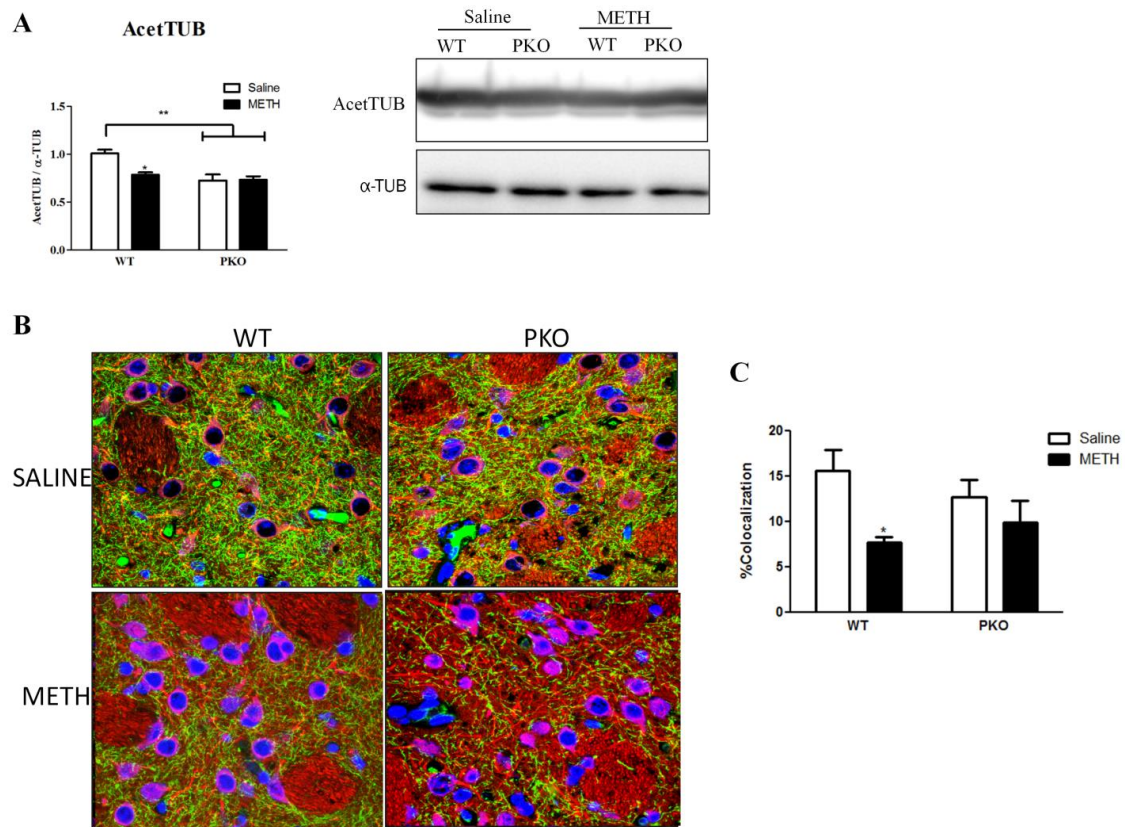 A
AcetTUB
Saline
METH
AcetTUB / α-TUB
1.5
1.0
0.5
0.0
**
*
WT
PKO
Saline
METH
WT
PKO
WT
PKO
AcetTUB
α-TUB
B
WT
PKO
SALINE
METH
C
Saline
METH
%Colocalization
20
15
10
5
0
*
WT
PKO